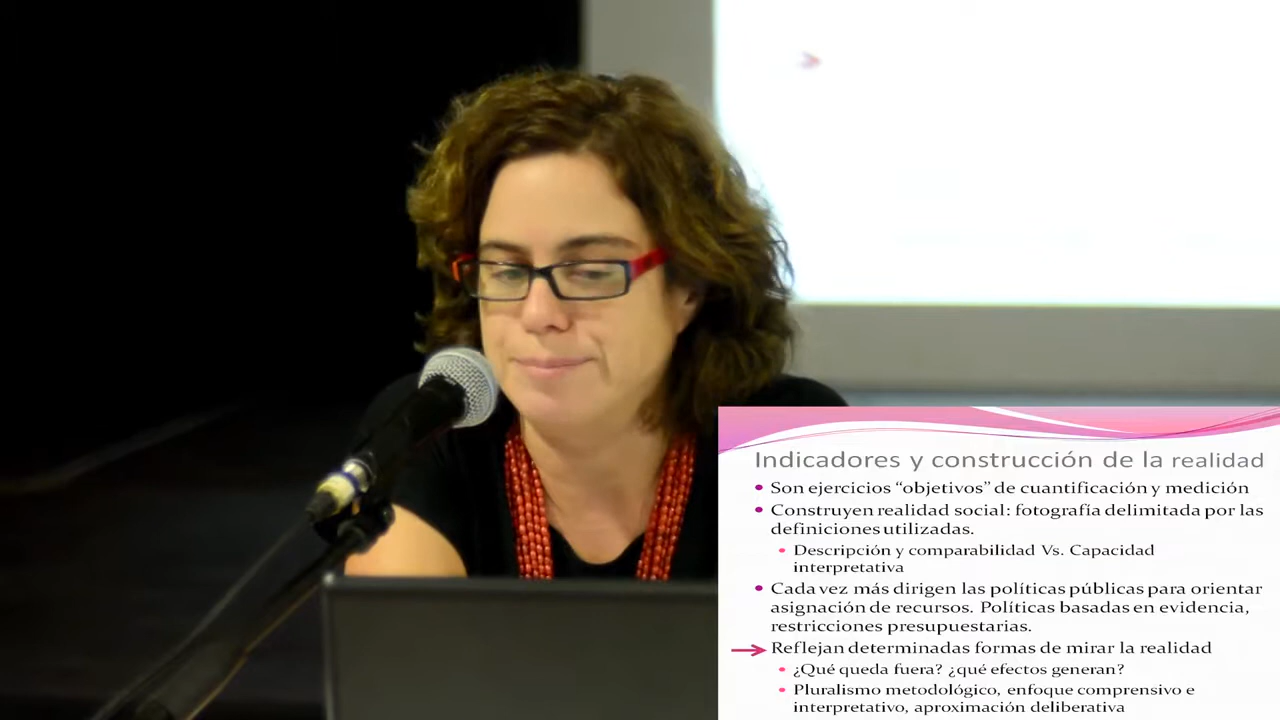 Indicadores y construcción de la realidad
Son ejercicios “objetivos” de cuantificación y medición
Construyen realidad social: fotografía delimitada por las
definiciones utilizadas.
Descripción y comparabilidad Vs. Capacidad
interpretativa
Cada vez más dirigen las políticas públicas para orientar
asignación de recursos. Políticas basadas en evidencia,
restricciones presupuestarias.
Reflejan determinadas formas de mirar la realidad
¿Qué queda fuera? ¿qué efectos generan?
Pluralismo metodológico, enfoque comprensivo e
interpretativo, aproximación deliberativa